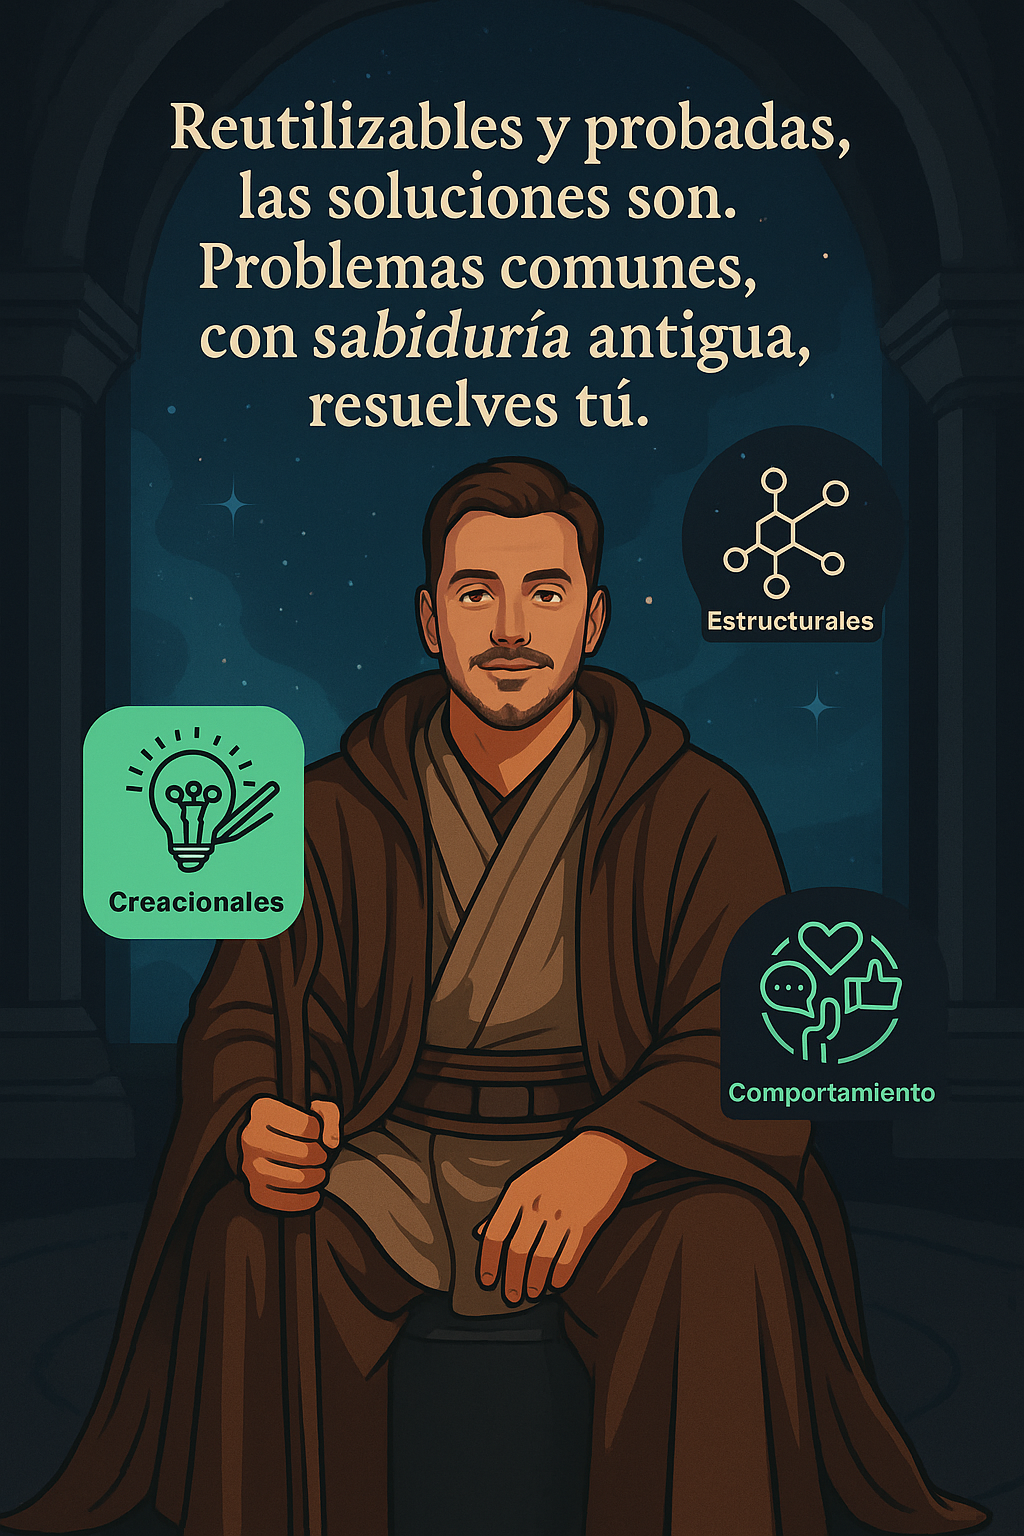 Reutilizables y probadas,
las soluciones son.
Problemas comunes,
con sabiduría antigua,
resuelves tú.
Estructurales
Creacionales
Comportamiento